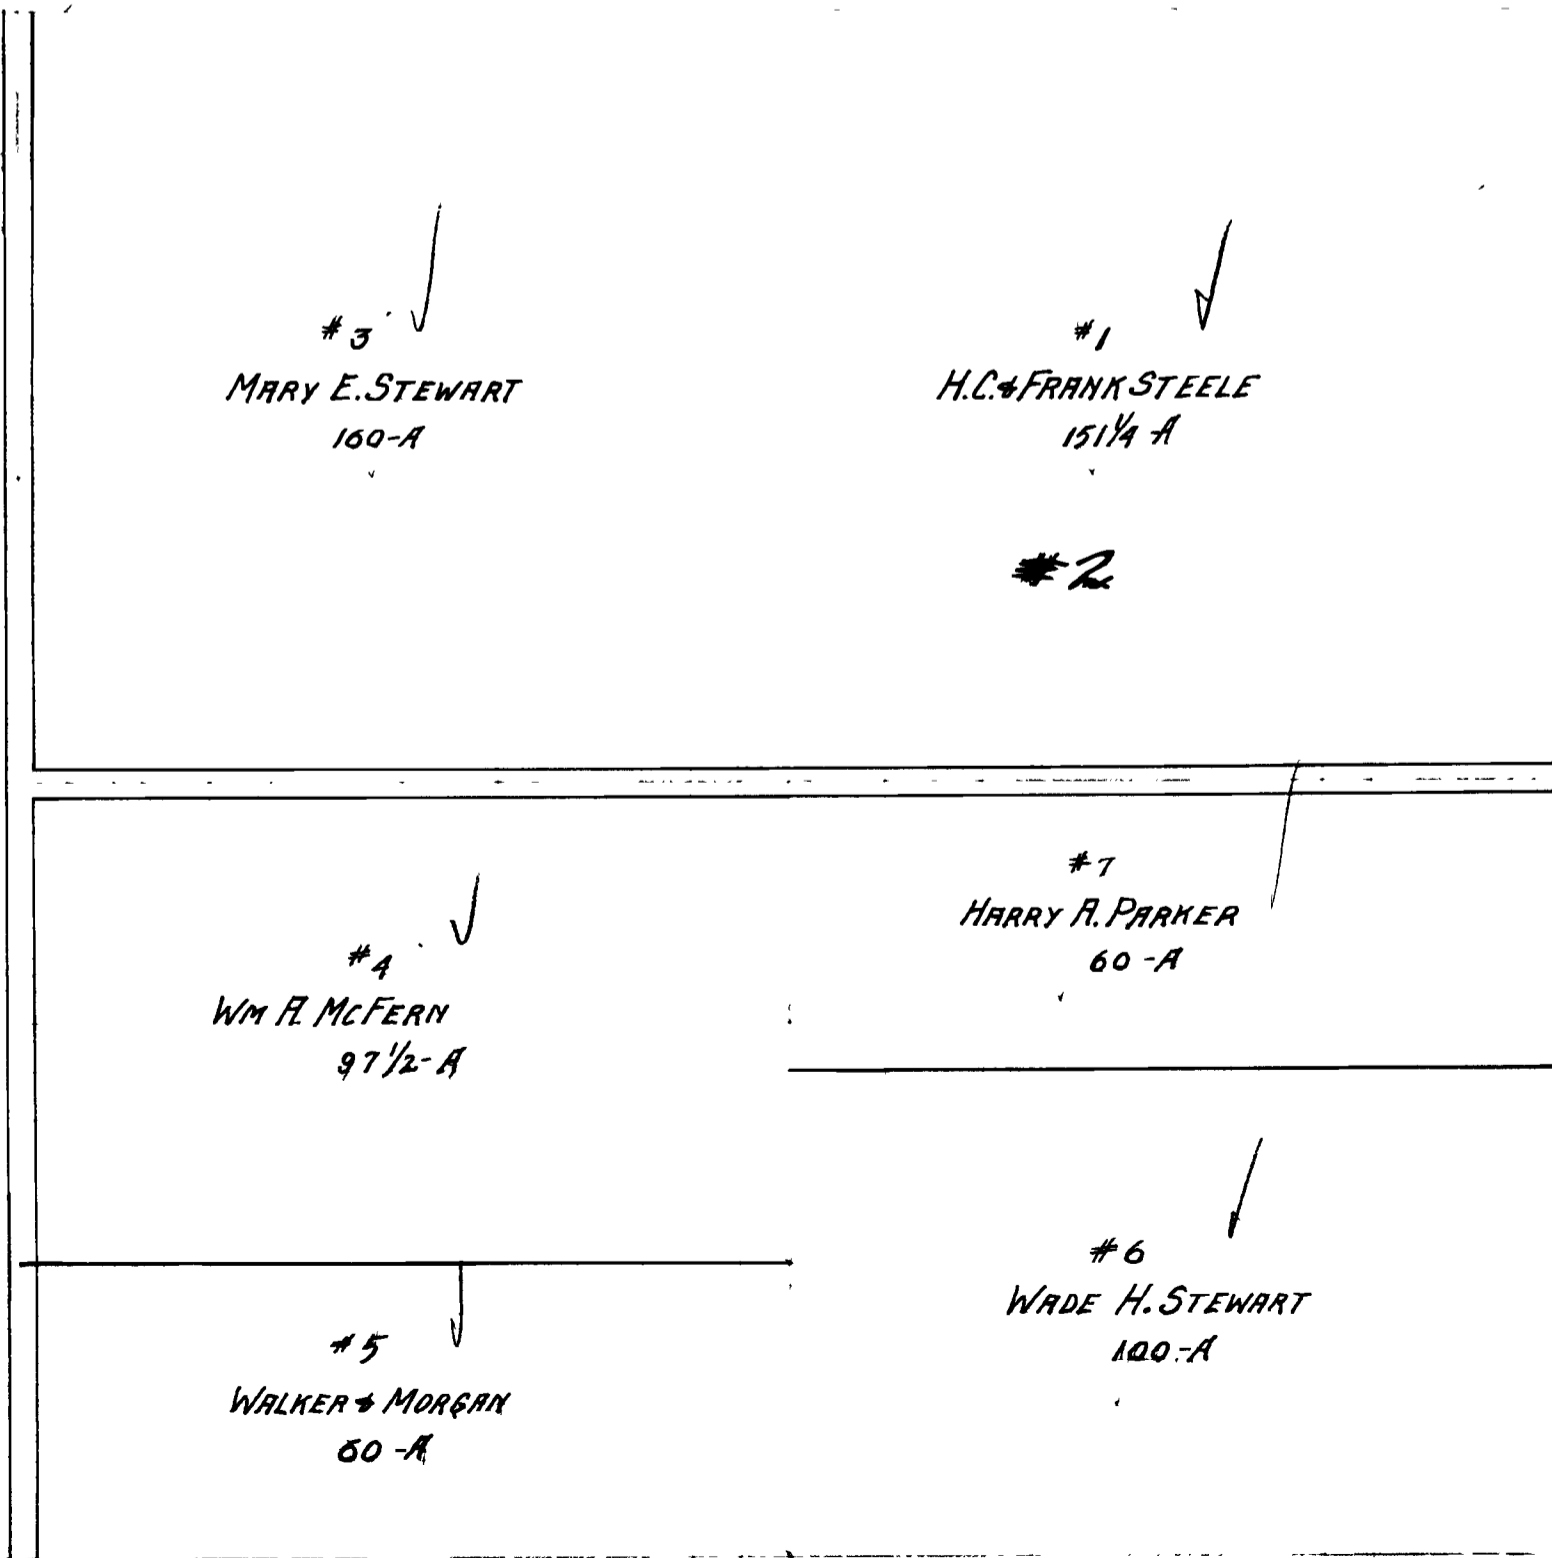 #3
MARY E. STEWART
160-A
#1
H.C. & FRANK STEELE
151 1/4 -A
#2
#4
WM A. MCFERN
97 1/2-A
#7
HARRY A. PARKER
60-A
#5
WALKER & MORGAN
60-A
#6
WADE H. STEWART
100-A